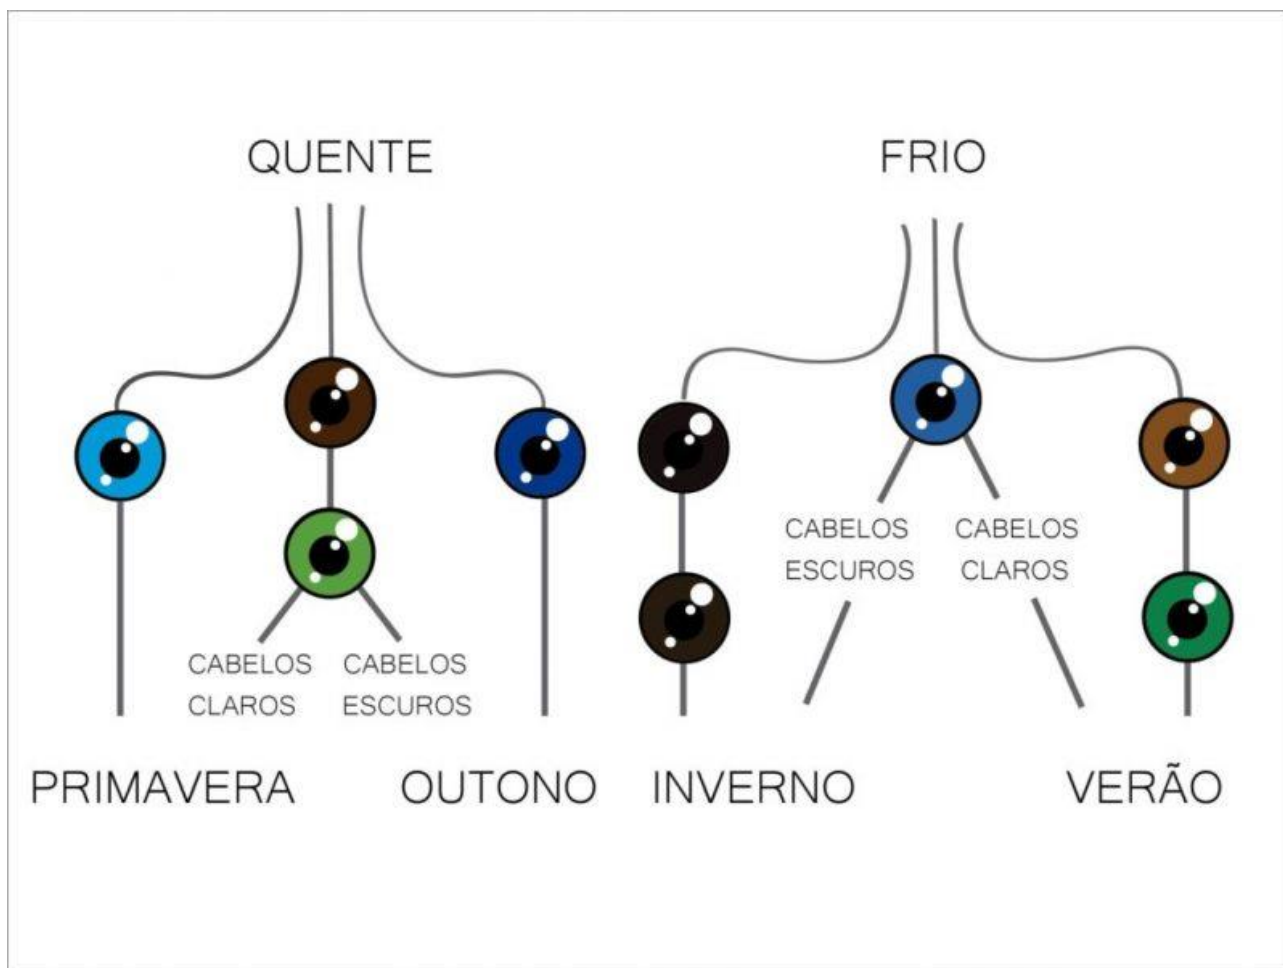 QUENTE
FRIO
CABELOS
ESCUROS
CABELOS
CLAROS
CABELOS
CLAROS
CABELOS
ESCUROS
PRIMAVERA
OUTONO
INVERNO
VERÃO